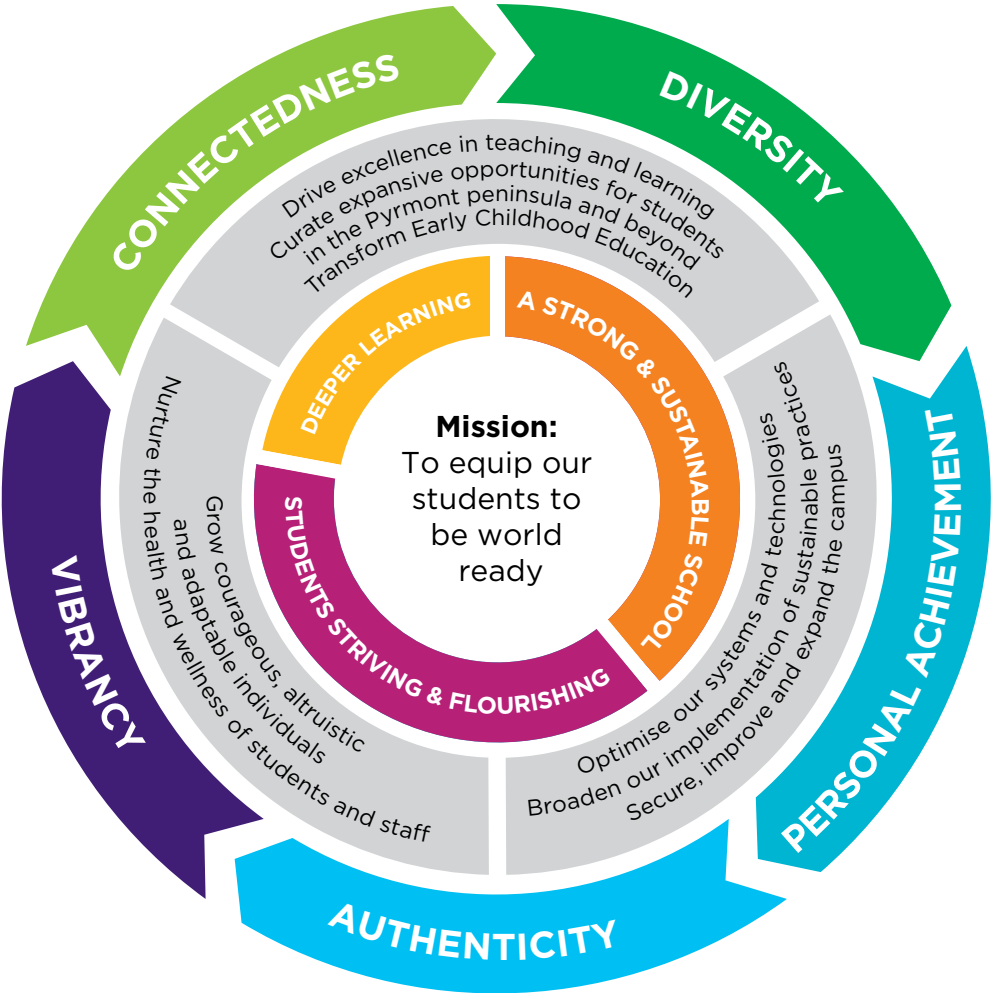 CONNECTEDNESS
DIVERSITY
PERSONAL ACHIEVEMENT
AUTHENTICITY
VIBRANCY
Drive excellence in teaching and learning
Curate expansive opportunities for students
in the Pyrmont peninsula and beyond
Transform Early Childhood Education
Optimise our systems and technologies
Broaden our implementation of sustainable practices
Secure, improve and expand the campus
Grow courageous, altruistic
and adaptable individuals
Nurture the health and wellness of students and staff
DEEPER LEARNING
A STRONG & SUSTAINABLE SCHOOL
STUDENTS STRIVING & FLOURISHING
Mission:
To equip our
students to
be world
ready